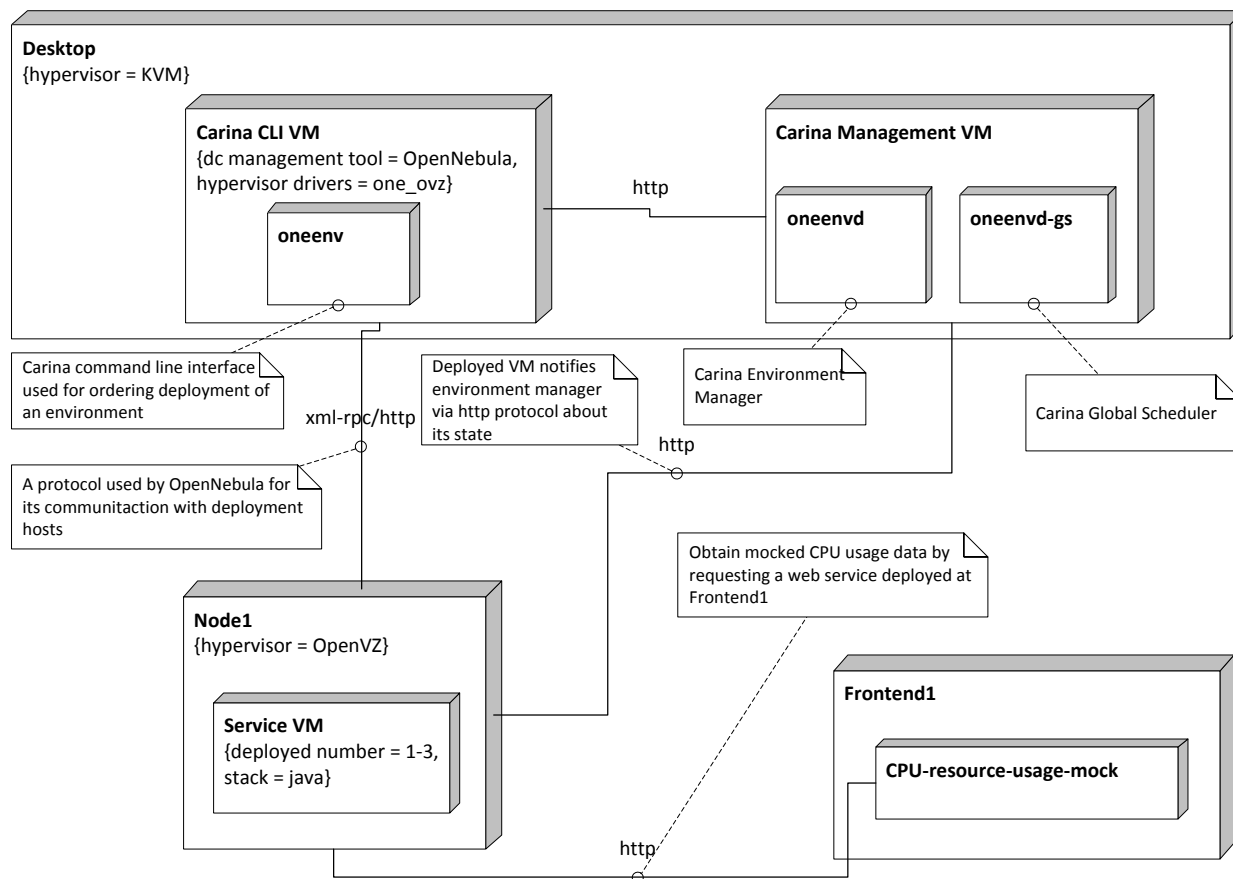 Desktop
{hypervisor = KVM}
Carina CLI VM
{dc management tool = OpenNebula,
hypervisor drivers = one_ovz}
oneenv
http
Carina Management VM
oneenvd
oneenvd-gs
Carina command line interface
used for ordering deployment of
an environment
Deployed VM notifies
environment manager
via http protocol about
its state
Carina Environment
Manager
Carina Global Scheduler
xml-rpc/http
http
A protocol used by OpenNebula for
its communitaction with deployment
hosts
Obtain mocked CPU usage data by
requesting a web service deployed at
Frontend1
Node1
{hypervisor = OpenVZ}
Service VM
{deployed number = 1-3,
stack = java}
Frontend1
CPU-resource-usage-mock
http